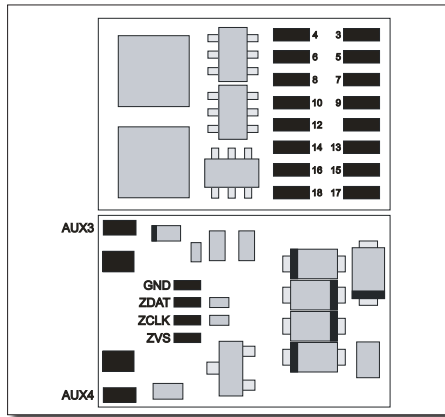 4 3
6 5
8 7
10 9
12
14 13
16 15
18 17
AUX3
GND
ZDAT
ZCLK
ZVS
AUX4